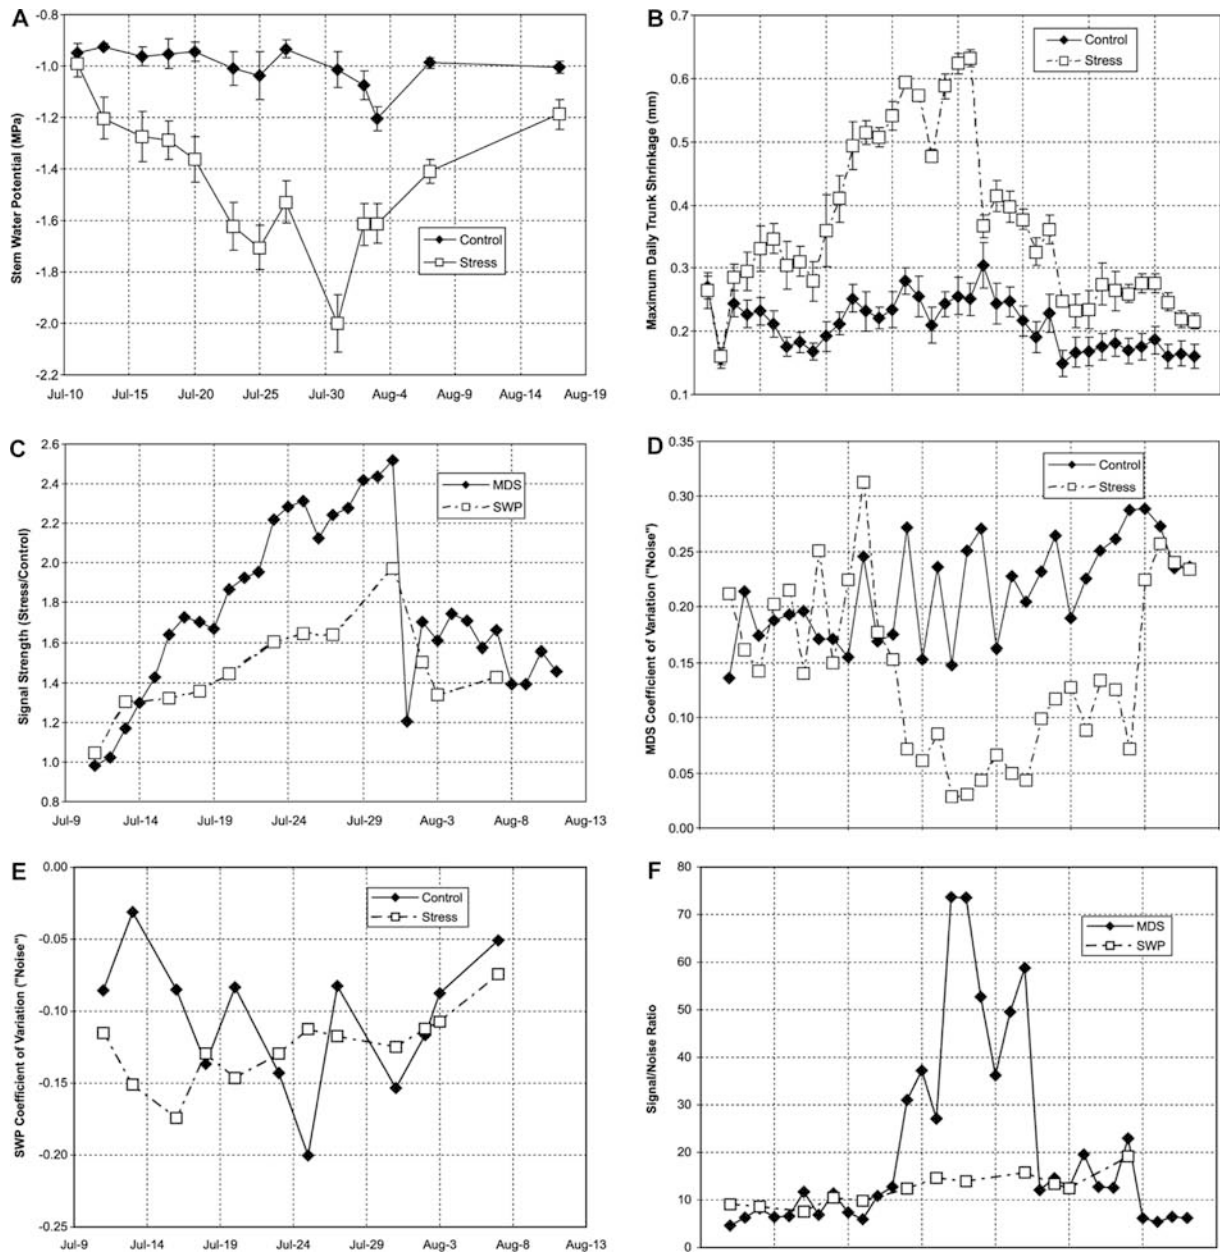 A
-0.8
-1.0
-1.2
-1.4
-1.6
-1.8
-2.0
-2.2
Stem Water Potential (MPa)
Control
Stress
Jul-10 Jul-15 Jul-20 Jul-25 Jul-30 Aug-4 Aug-9 Aug-14 Aug-19
B
0.7
0.6
0.5
0.4
0.3
0.2
0.1
Maximum Daily Trunk Shrinkage (mm)
Control
Stress
C
2.6
2.4
2.2
2.0
1.8
1.6
1.4
1.2
1.0
0.8
Signal Strength (Stress/Control)
MDS
SWP
Jul-9 Jul-14 Jul-19 Jul-24 Jul-29 Aug-3 Aug-8 Aug-13
D
0.35
0.30
0.25
0.20
0.15
0.10
0.05
0.00
MDS Coefficient of Variation ("Noise")
Control
Stress
E
0.00
-0.05
-0.10
-0.15
-0.20
-0.25
SWP Coefficient of Variation ("Noise")
Control
Stress
Jul-9 Jul-14 Jul-19 Jul-24 Jul-29 Aug-3 Aug-8 Aug-13
F
80
70
60
50
40
30
20
10
0
Signal/Noise Ratio
MDS
SWP